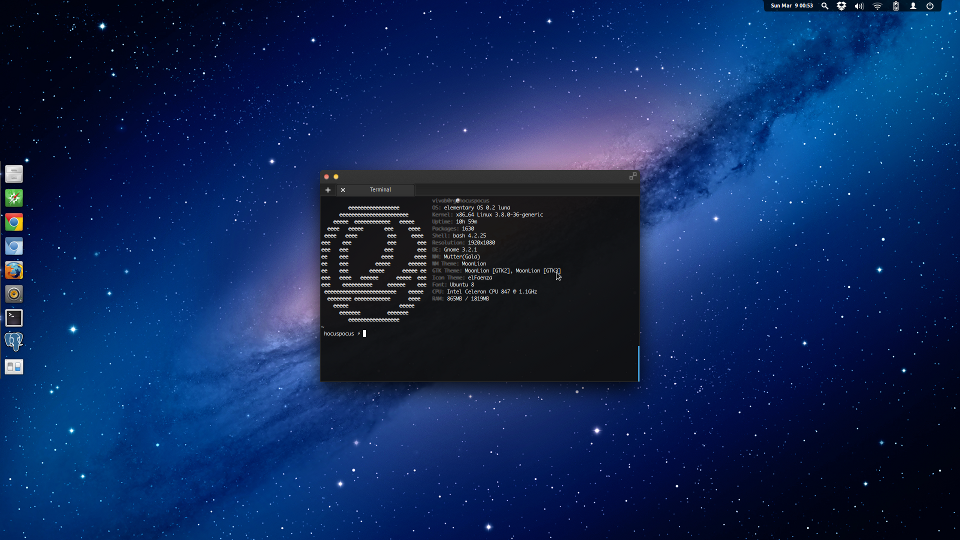 Sun Mar 9 00:53
Terminal
OS: elementary OS 0.2 luna
Kernel: x86_64 Linux 3.8.0-36-generic
Uptime: 10h 59m
Packages: 1630
Shell: bash 4.2.25
Resolution: 1920x1080
DE: Gnome 3.2.1
WM: Mutter(Gala)
WM Theme: MoonLion
GTK Theme: MoonLion [GTK2], MoonLion [GTK3]
Icon Theme: elFaenza
Font: Ubuntu 8
CPU: Intel Celeron CPU 847 @ 1.1GHz
RAM: 865MB / 1819MB
hocuspocus >